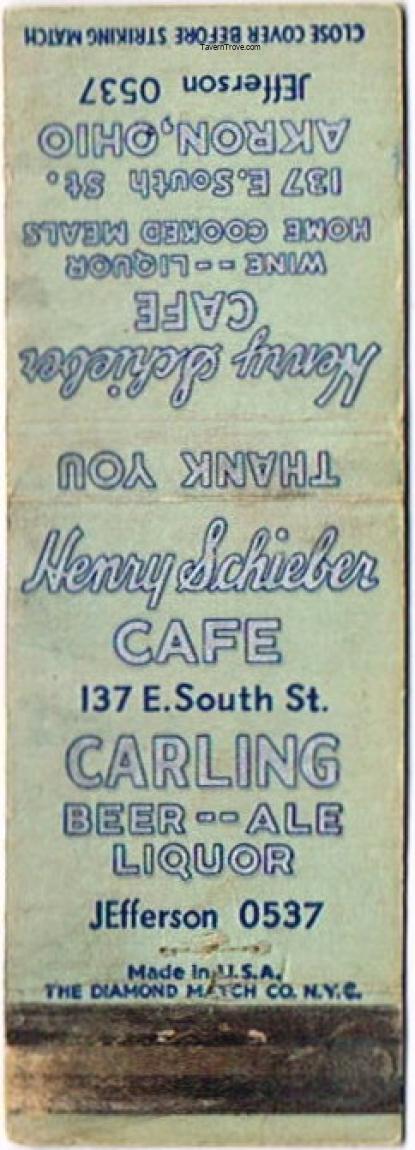 CLOSE COVER BEFORE STRIKING MATCH
TavernTrove.com
JEfferson 0537
AKRON, OHIO
137 E. South St.
HOME COOKED MEALS
WINE -- LIQUOR
CAFE
Henry Schieber
THANK YOU
Henry Schieber
CAFE
137 E. South St.
CARLING
BEER -- ALE
LIQUOR
JEfferson 0537
Made in U.S.A.
THE DIAMOND MATCH CO. N.Y.C.